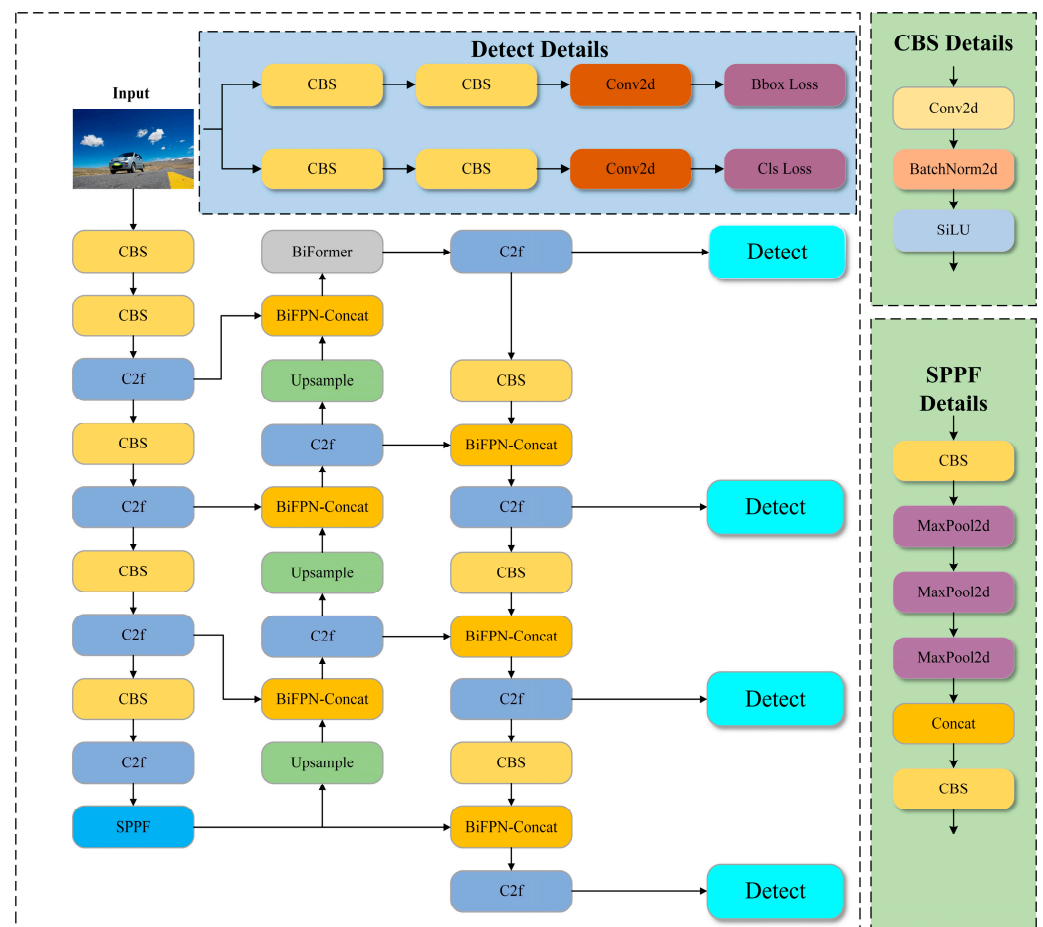 Detect Details
CBS
CBS
Conv2d
Bbox Loss
CBS
CBS
Conv2d
Cls Loss
Input
CBS
CBS
C2f
CBS
C2f
CBS
C2f
CBS
C2f
SPPF
BiFormer
BiFPN-Concat
Upsample
C2f
BiFPN-Concat
Upsample
C2f
BiFPN-Concat
Upsample
C2f
CBS
BiFPN-Concat
C2f
CBS
BiFPN-Concat
C2f
CBS
BiFPN-Concat
C2f
Detect
Detect
Detect
Detect
CBS Details
Conv2d
BatchNorm2d
SiLU
SPPF
Details
CBS
MaxPool2d
MaxPool2d
MaxPool2d
Concat
CBS